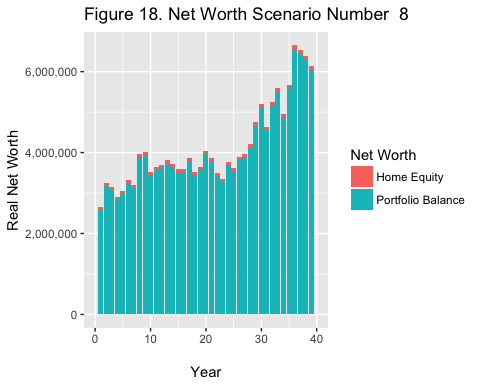 Figure 18. Net Worth Scenario Number  8
6,000,000
4,000,000
2,000,000
0
Real Net Worth
0 10 20 30 40
Year
Net Worth
Home Equity
Portfolio Balance